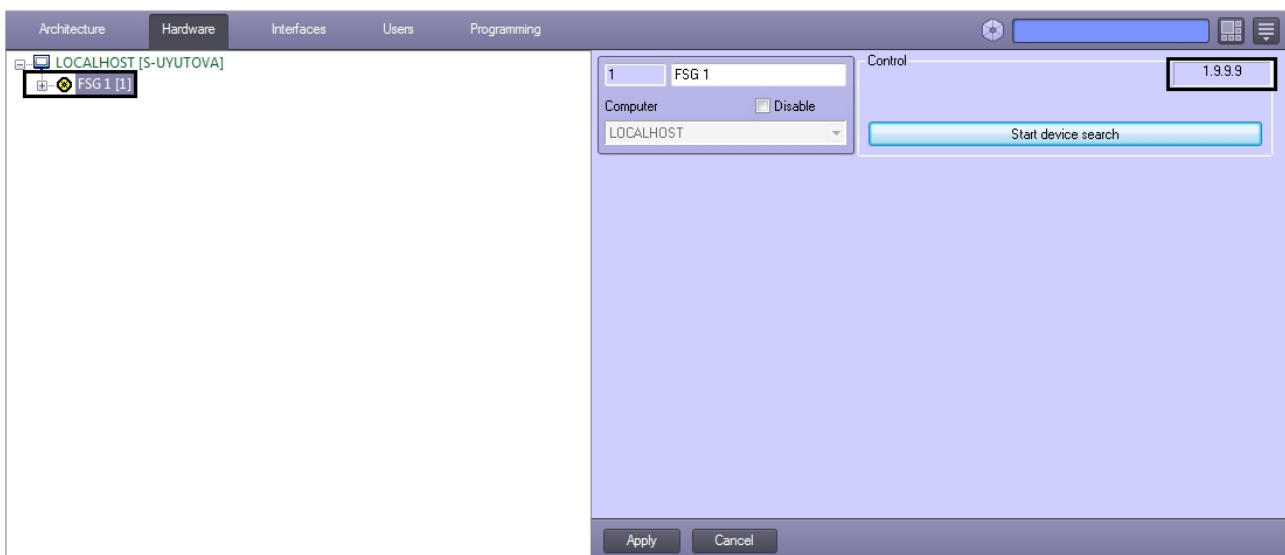 Architecture Hardware Interfaces Users Programming
LOCALHOST [S-UYUTOVA]
FSG 1 [1]
1 FSG 1
Computer Disable
LOCALHOST
Control
1.9.9.9
Start device search
Apply Cancel